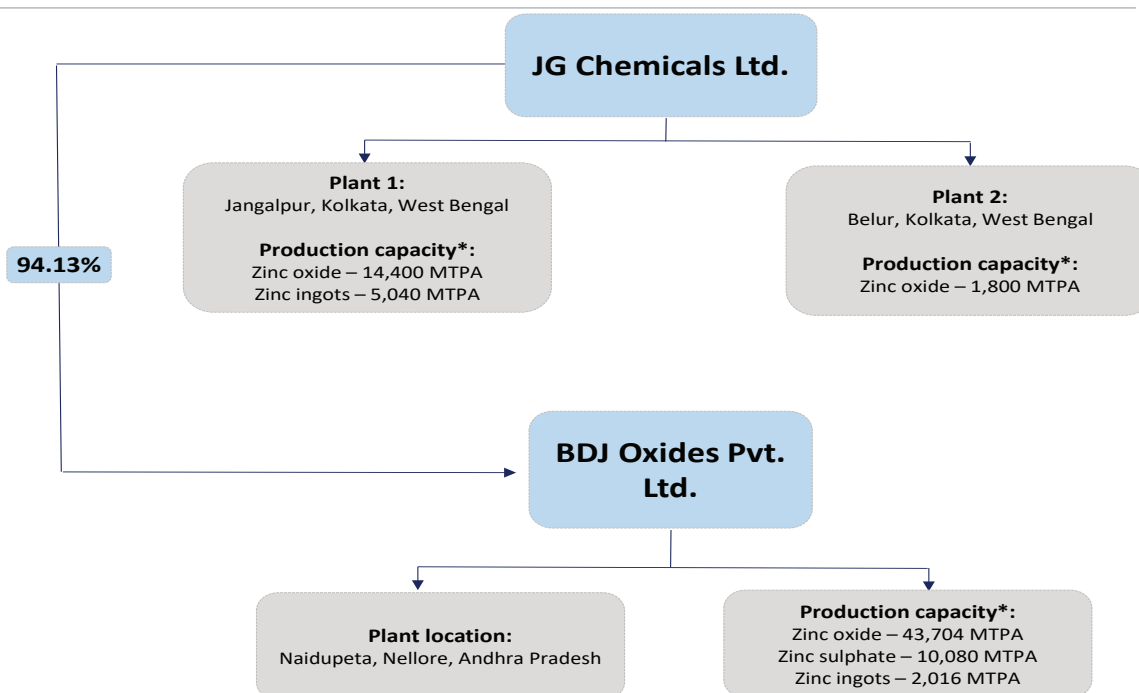 JG Chemicals Ltd.
Plant 1:
Jangalpur, Kolkata, West Bengal
Production capacity*:
Zinc oxide – 14,400 MTPA
Zinc ingots – 5,040 MTPA
Plant 2:
Belur, Kolkata, West Bengal
Production capacity*:
Zinc oxide – 1,800 MTPA
94.13%
BDJ Oxides Pvt.
Ltd.
Plant location:
Naidupeta, Nellore, Andhra Pradesh
Production capacity*:
Zinc oxide – 43,704 MTPA
Zinc sulphate – 10,080 MTPA
Zinc ingots – 2,016 MTPA